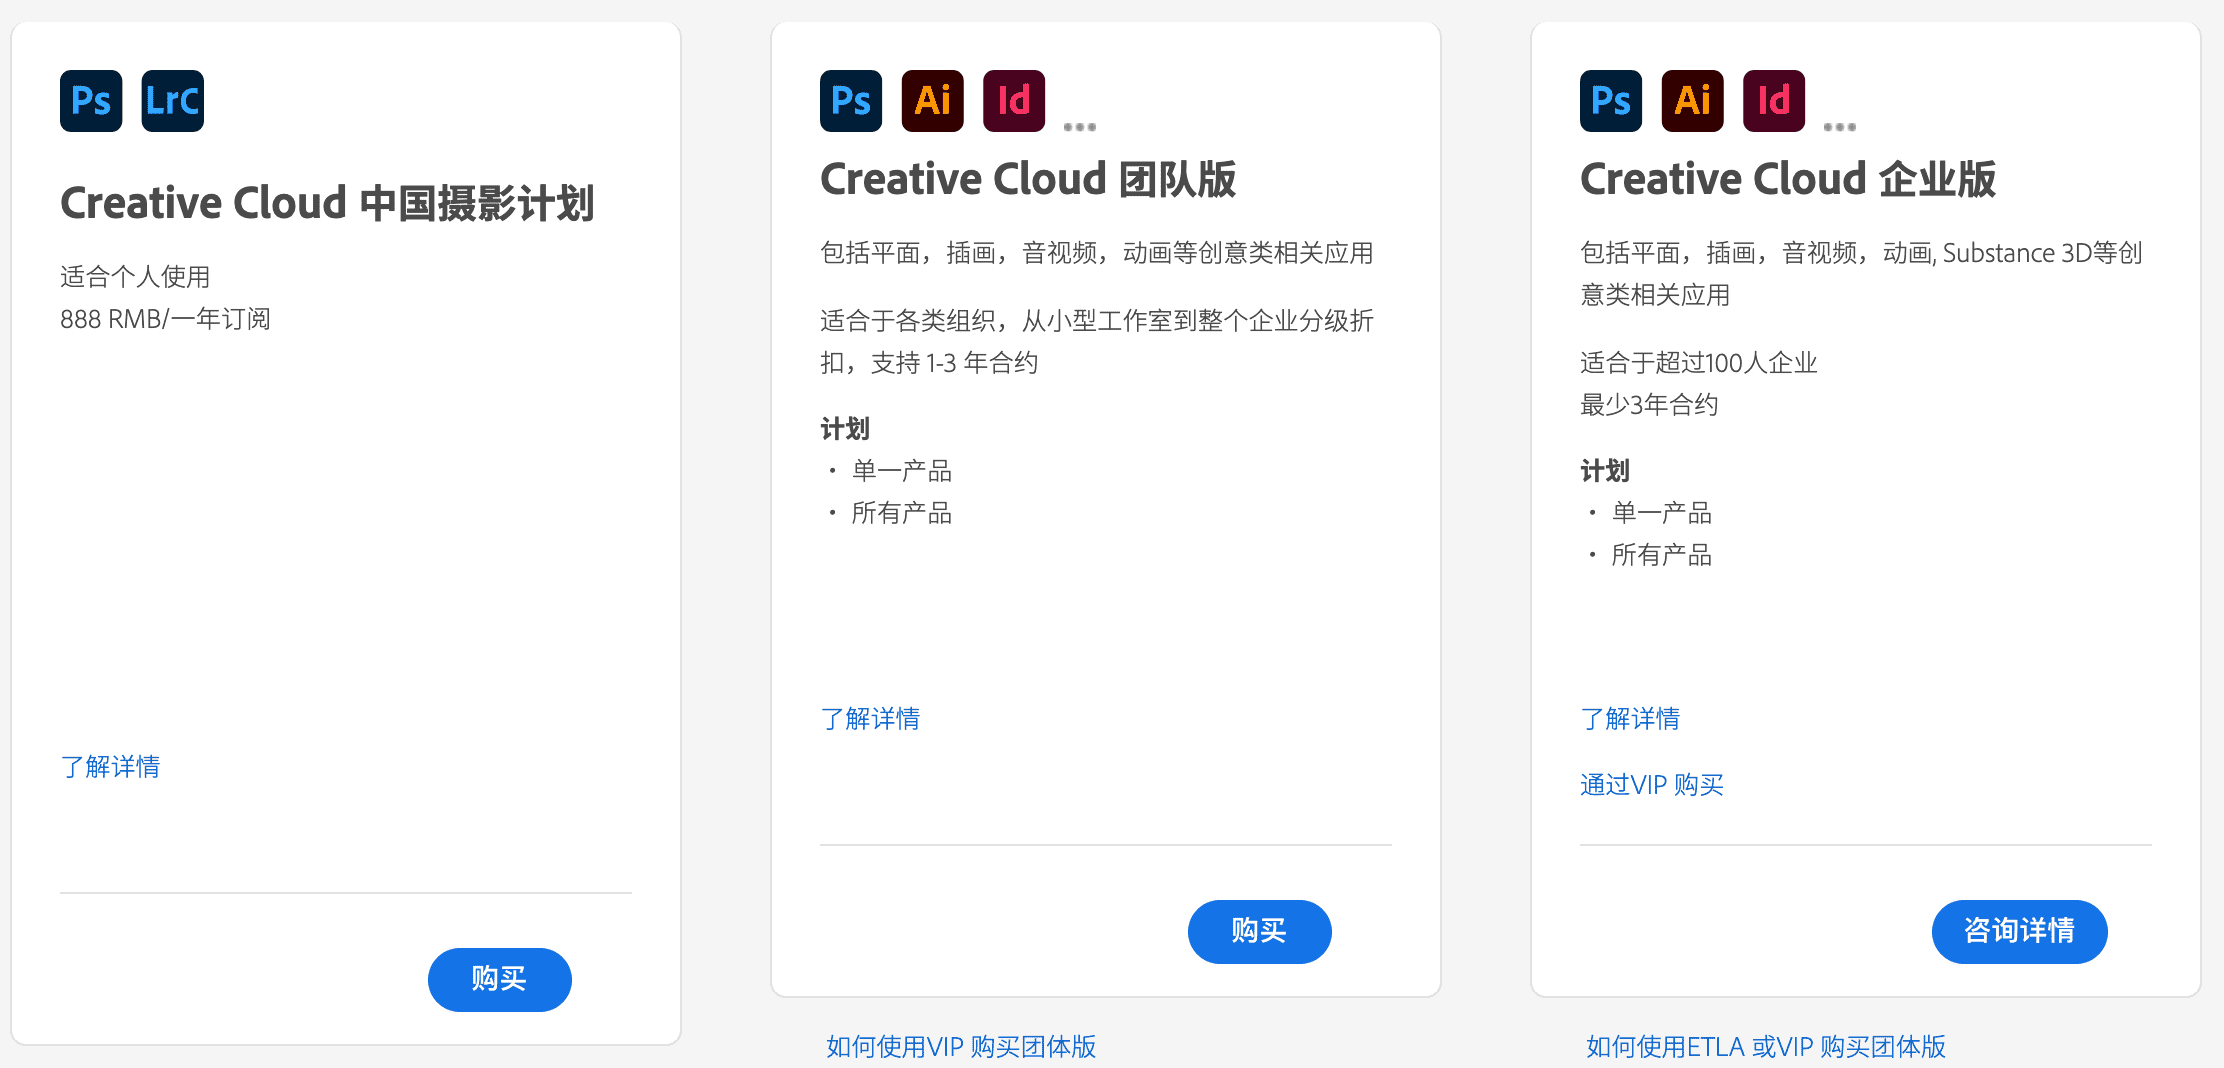 Ps LrC
Creative Cloud 中国摄影计划
适合个人使用
888 RMB/一年订阅
了解详情
购买
Ps Ai Id
Creative Cloud 团队版
包括平面，插画，音视频，动画等创意类相关应用
适合于各类组织，从小型工作室到整个企业分级折
扣，支持 1-3 年合约
计划
• 单一产品
• 所有产品
了解详情
购买
如何使用VIP 购买团体版
Ps Ai Id
Creative Cloud 企业版
包括平面，插画，音视频，动画, Substance 3D等创
意类相关应用
适合于超过100人企业
最少3年合约
计划
• 单一产品
• 所有产品
了解详情
通过VIP 购买
咨询详情
如何使用ETLA 或VIP 购买团体版